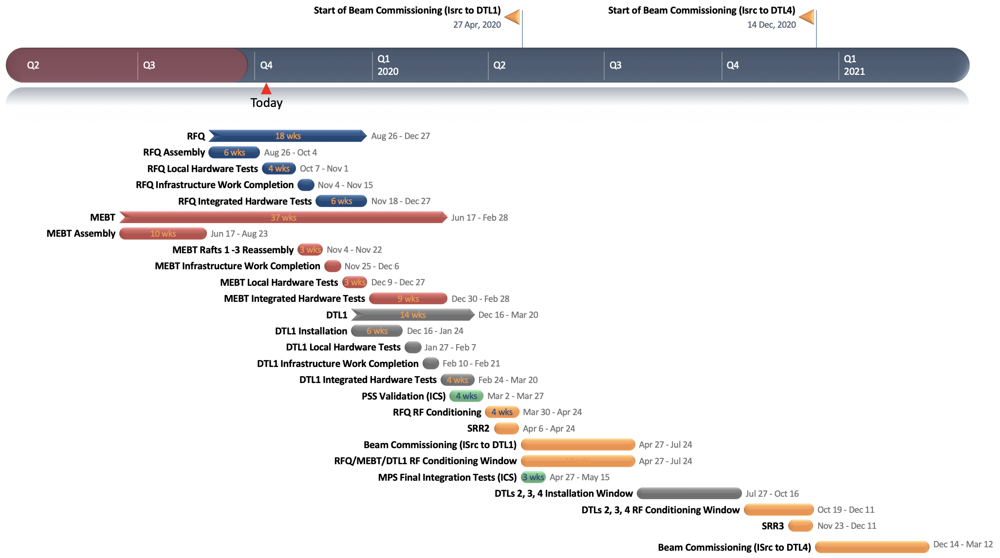 Start of Beam Commissioning (Isrc to DTL1)
27 Apr, 2020
Start of Beam Commissioning (Isrc to DTL4)
14 Dec, 2020
Q2 Q3 Q4 Q1 2020 Q2 Q3 Q4 Q1 2021
Today
RFQ 18 wks Aug 26 - Dec 27
RFQ Assembly 6 wks Aug 26 - Oct 4
RFQ Local Hardware Tests 4 wks Oct 7 - Nov 1
RFQ Infrastructure Work Completion Nov 4 - Nov 15
RFQ Integrated Hardware Tests 6 wks Nov 18 - Dec 27
MEBT 37 wks Jun 17 - Feb 28
MEBT Assembly 10 wks Jun 17 - Aug 23
MEBT Rafts 1 -3 Reassembly 3 wks Nov 4 - Nov 22
MEBT Infrastructure Work Completion Nov 25 - Dec 6
MEBT Local Hardware Tests 3 wks Dec 9 - Dec 27
MEBT Integrated Hardware Tests 9 wks Dec 30 - Feb 28
DTL1 14 wks Dec 16 - Mar 20
DTL1 Installation 6 wks Dec 16 - Jan 24
DTL1 Local Hardware Tests Jan 27 - Feb 7
DTL1 Infrastructure Work Completion Feb 10 - Feb 21
DTL1 Integrated Hardware Tests 4 wks Feb 24 - Mar 20
PSS Validation (ICS) 4 wks Mar 2 - Mar 27
RFQ RF Conditioning 4 wks Mar 30 - Apr 24
SRR2 Apr 6 - Apr 24
Beam Commissioning (ISrc to DTL1) Apr 27 - Jul 24
RFQ/MEBT/DTL1 RF Conditioning Window Apr 27 - Jul 24
MPS Final Integration Tests (ICS) 3 wks Apr 27 - May 15
DTLs 2, 3, 4 Installation Window Jul 27 - Oct 16
DTLs 2, 3, 4 RF Conditioning Window Oct 19 - Dec 11
SRR3 Nov 23 - Dec 11
Beam Commissioning (ISrc to DTL4) Dec 14 - Mar 12